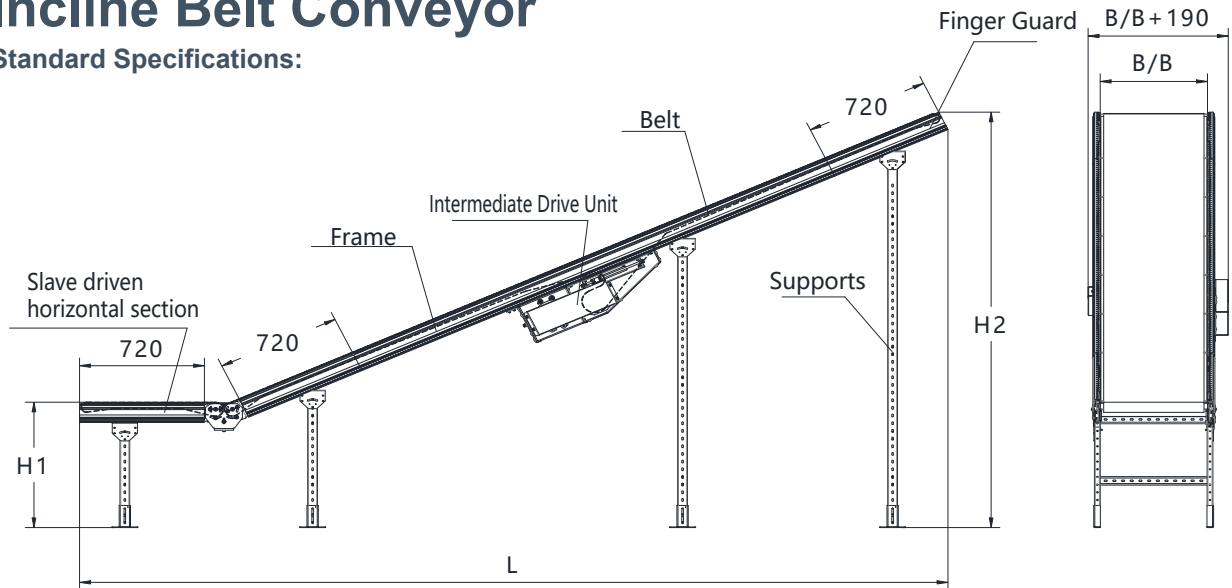 Incline Belt Conveyor
Standard Specifications:
Finger Guard
B/B+190
B/B
720
Belt
Intermediate Drive Unit
Frame
Slave driven
horizontal section
Supports
720
720
H1
H2
L